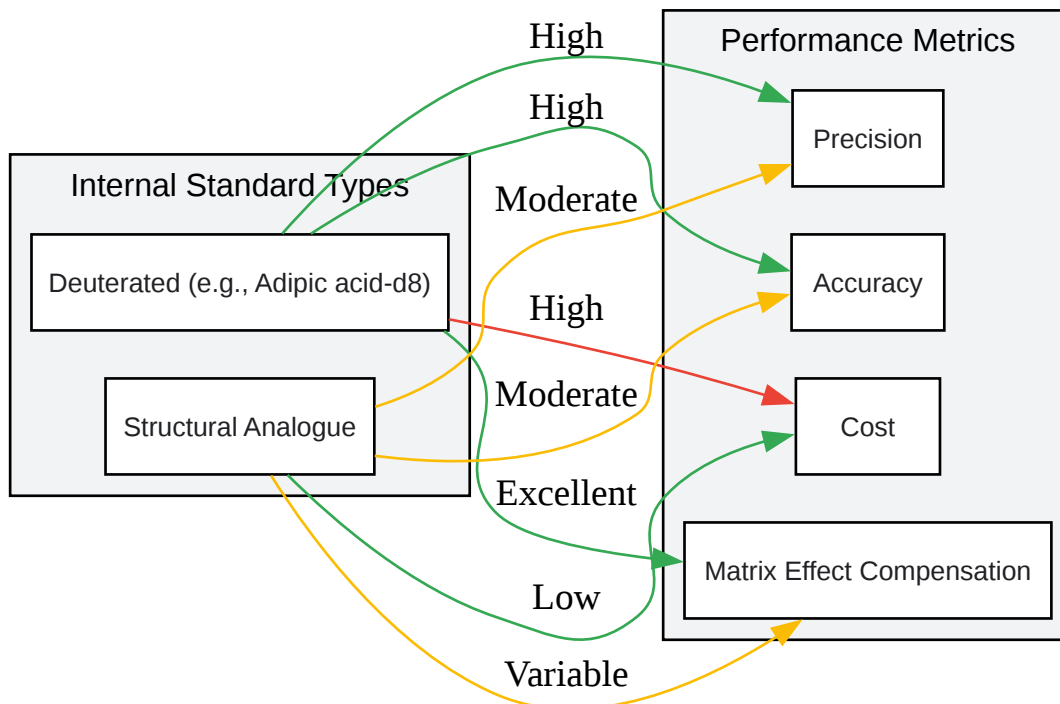 High
Performance Metrics
High
Precision
Internal Standard Types
Moderate
Deuterated (e.g., Adipic acid-d8)
Accuracy
High
Moderate
Structural Analogue
Cost
Excellent
Matrix Effect Compensation
Low
Variable